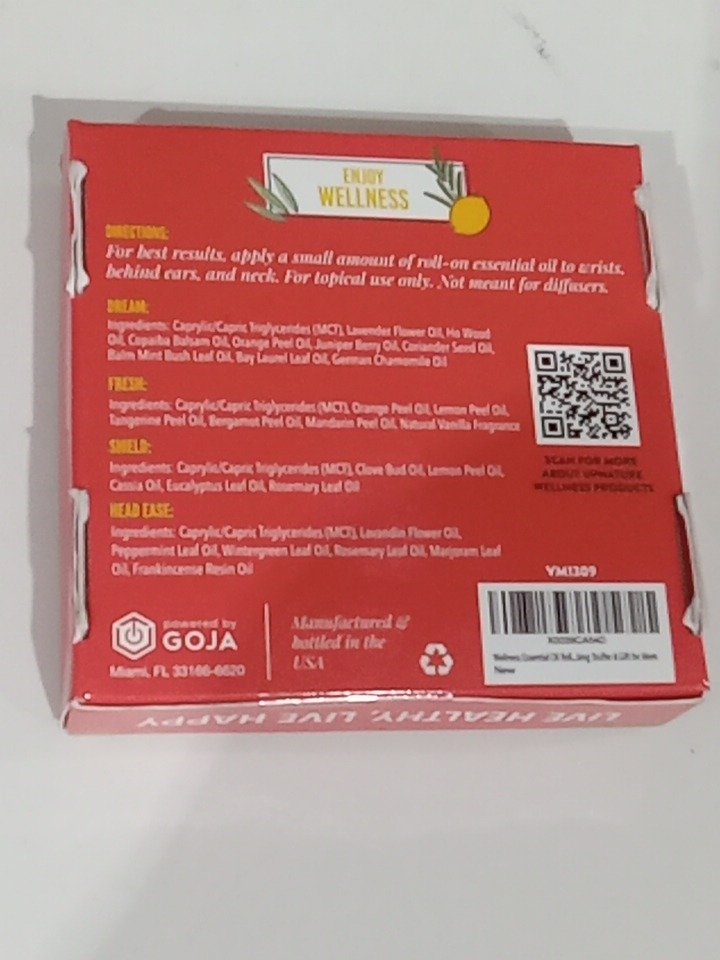 ENJOY
WELLNESS
DIRECTIONS:
For best results, apply a small amount of roll-on essential oil to wrists,
behind ears, and neck. For topical use only. Not meant for diffusers.
DREAM:
Ingredients: Caprylic/Capric Triglycerides (MCT), Lavender Flower Oil, Ho Wood
Oil, Copaiba Balsam Oil, Orange Peel Oil, Juniper Berry Oil, Coriander Seed Oil,
Balm Mint Bush Leaf Oil, Bay Laurel Leaf Oil, German Chamomile Oil
FRESH:
Ingredients: Caprylic/Capric Triglycerides (MCT), Orange Peel Oil, Lemon Peel Oil,
Tangerine Peel Oil, Bergamot Peel Oil, Mandarin Peel Oil, Natural Vanilla Fragrance
SHIELD:
Ingredients: Caprylic/Capric Triglycerides (MCT), Clove Bud Oil, Lemon Peel Oil,
Cassia Oil, Eucalyptus Leaf Oil, Rosemary Leaf Oil
HEAD EASE:
Ingredients: Caprylic/Capric Triglycerides (MCT), Lavandin Flower Oil,
Peppermint Leaf Oil, Wintergreen Leaf Oil, Rosemary Leaf Oil, Marjoram Leaf
Oil, Frankincense Resin Oil
SCAN FOR MORE
ABOUT UPNATURE
WELLNESS PRODUCTS
VM1309
powered by
GOJA
Miami, FL 33166-6620
Manufactured &
bottled in the
USA
Wellness Essential Oil Roll
New
LIVE HEALTHY, LIVE HAPPY